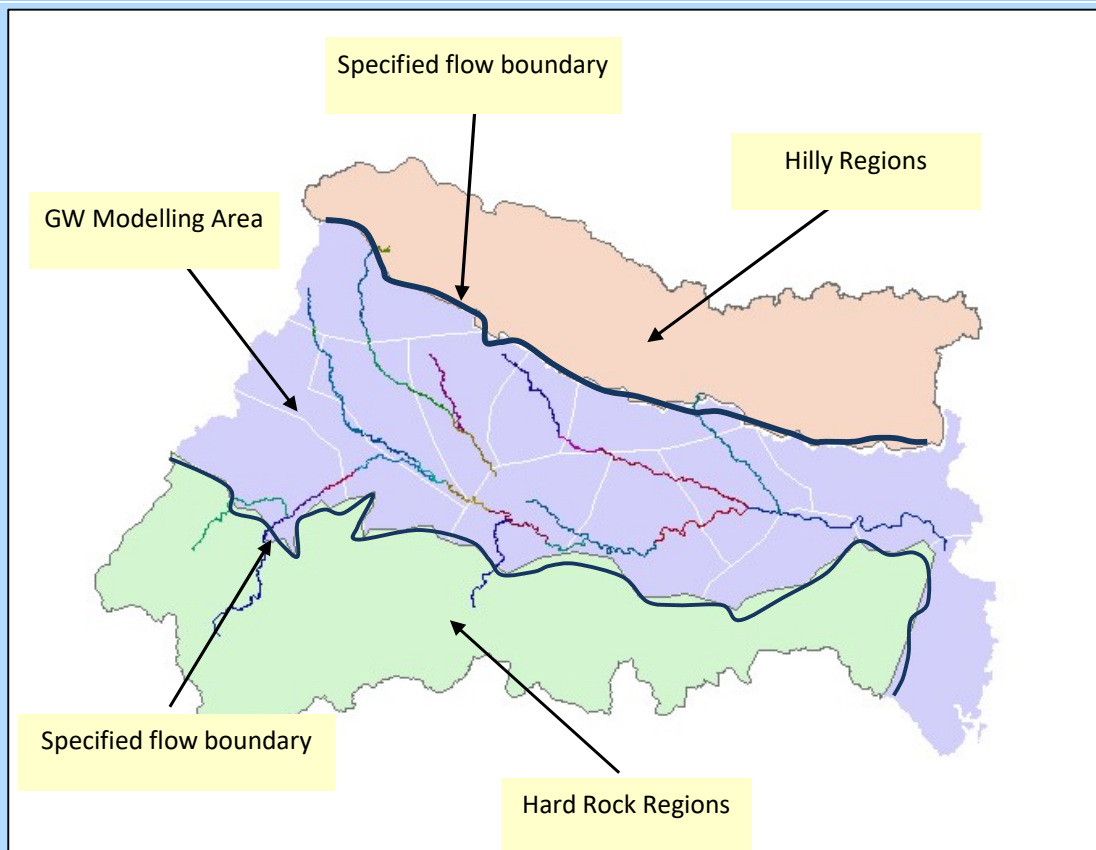 Specified flow boundary
Hilly Regions
GW Modelling Area
Specified flow boundary
Hard Rock Regions